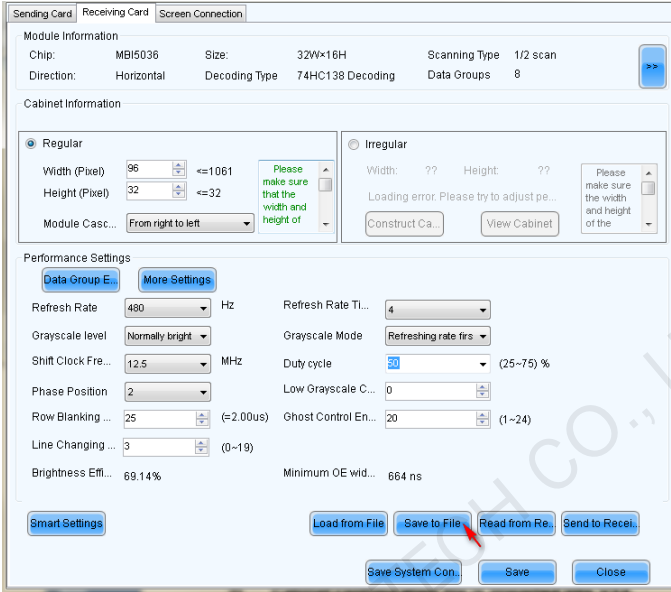 Sending Card Receiving Card Screen Connection
Module Information
Chip: MBI5036 Size: 32W×16H Scanning Type 1/2 scan
Direction: Horizontal Decoding Type 74HC138 Decoding Data Groups 8
>>
Cabinet Information
Regular
Width (Pixel) 96 <=1061
Height (Pixel) 32 <=32
Module Casc... From right to left
Please
make sure
that the
width and
height of
Irregular
Width: ?? Height: ??
Loading error. Please try to adjust pe...
Construct Ca... View Cabinet
Please
make sure
the width
and height
of the
Performance Settings
Data Group E... More Settings
Refresh Rate 480 Hz Refresh Rate Ti... 4
Grayscale level Normally bright Grayscale Mode Refreshing rate firs
Shift Clock Fre... 12.5 MHz Duty cycle 50 (25~75) %
Phase Position 2 Low Grayscale C... 0
Row Blanking ... 25 (=2.00us) Ghost Control En... 20 (1~24)
Line Changing ... 3 (0~19)
Brightness Effi... 69.14% Minimum OE wid... 664 ns
Smart Settings Load from File Save to File Read from Re... Send to Recei...
Save System Con... Save Close
TECH CO., L